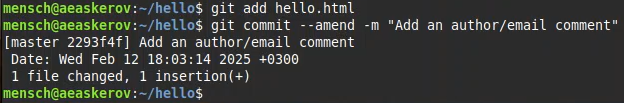 mensch@aeaskerov:~/hello$ git add hello.html
mensch@aeaskerov:~/hello$ git commit --amend -m "Add an author/email comment"
[master 2293f4f] Add an author/email comment
 Date: Wed Feb 12 18:03:14 2025 +0300
 1 file changed, 1 insertion(+)
mensch@aeaskerov:~/hello$